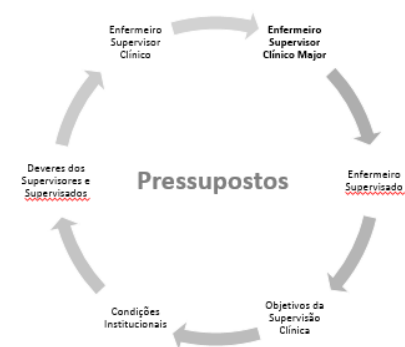 Enfermeiro
Supervisor
Clínico
Enfermeiro
Supervisor
Clínico Major
Enfermeiro
Supervisado
Objetivos da
Supervisão
Clínica
Condições
Institucionais
Deveres dos
Supervisores e
Supervisados
Pressupostos